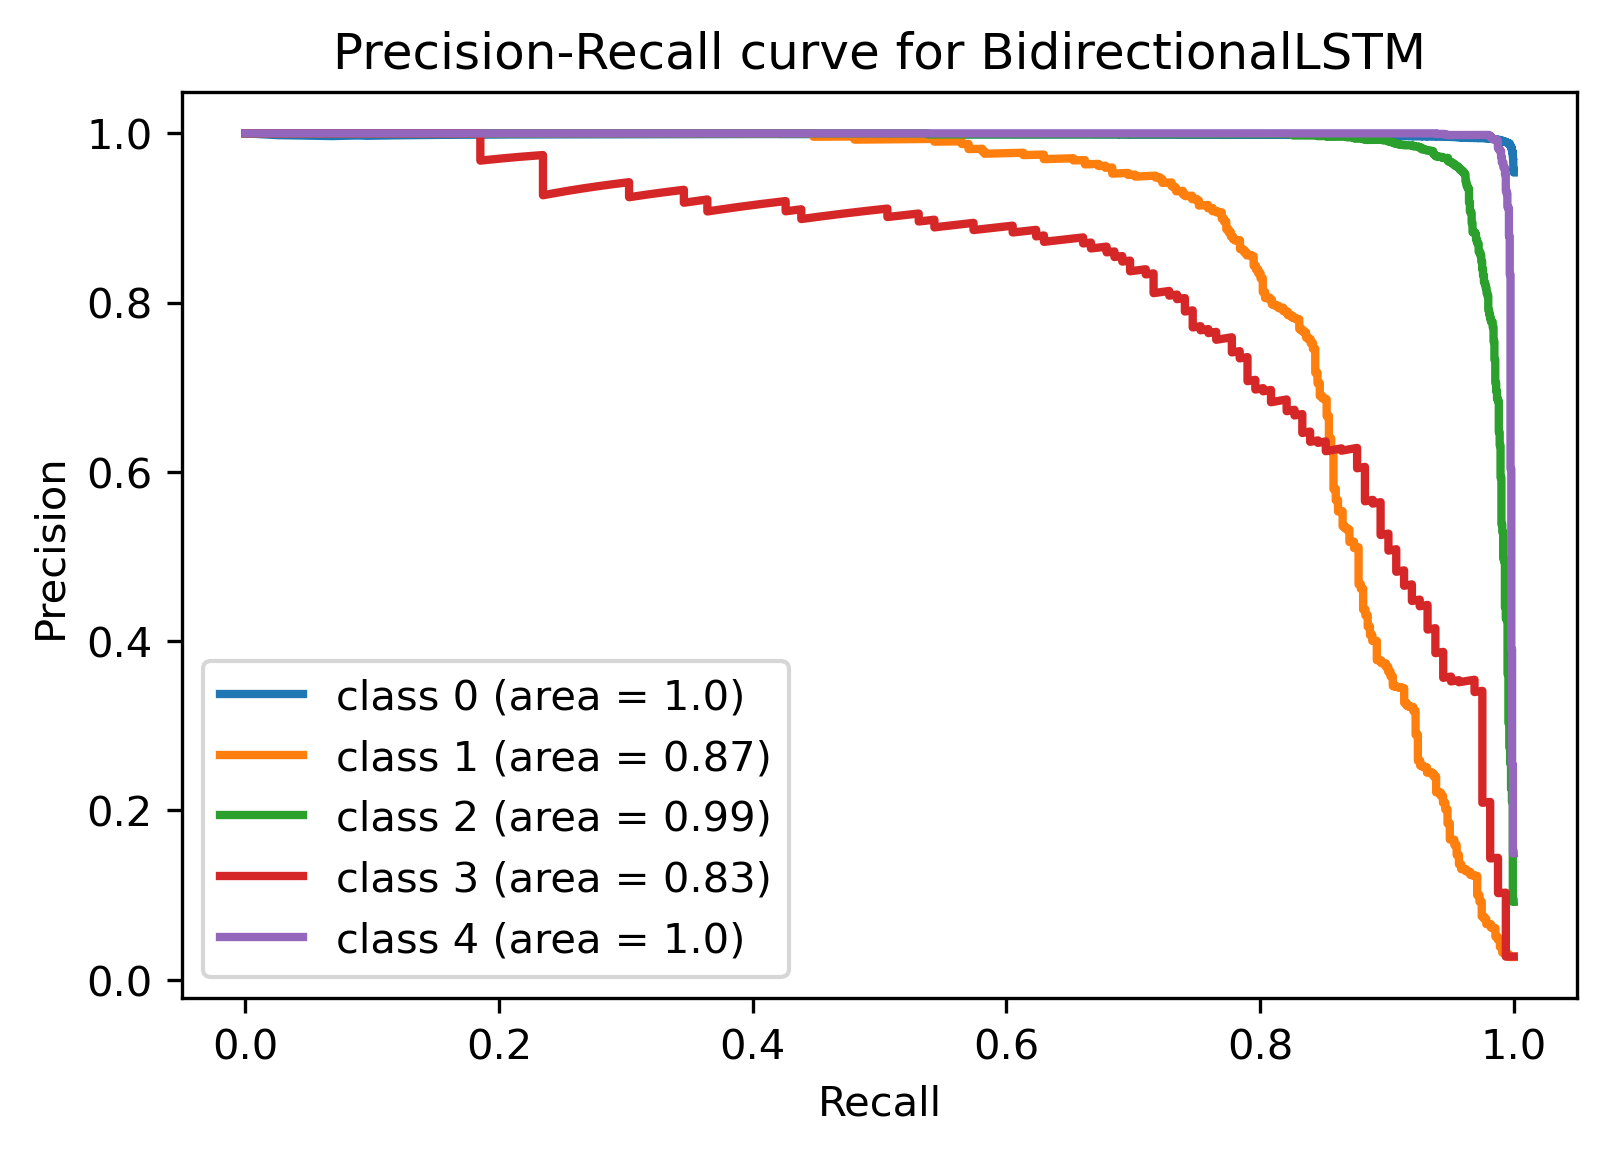 Precision-Recall curve for BidirectionalLSTM
1.0
0.8
0.6
0.4
0.2
0.0
Precision
class 0 (area = 1.0)
class 1 (area = 0.87)
class 2 (area = 0.99)
class 3 (area = 0.83)
class 4 (area = 1.0)
0.0 0.2 0.4 0.6 0.8 1.0
Recall